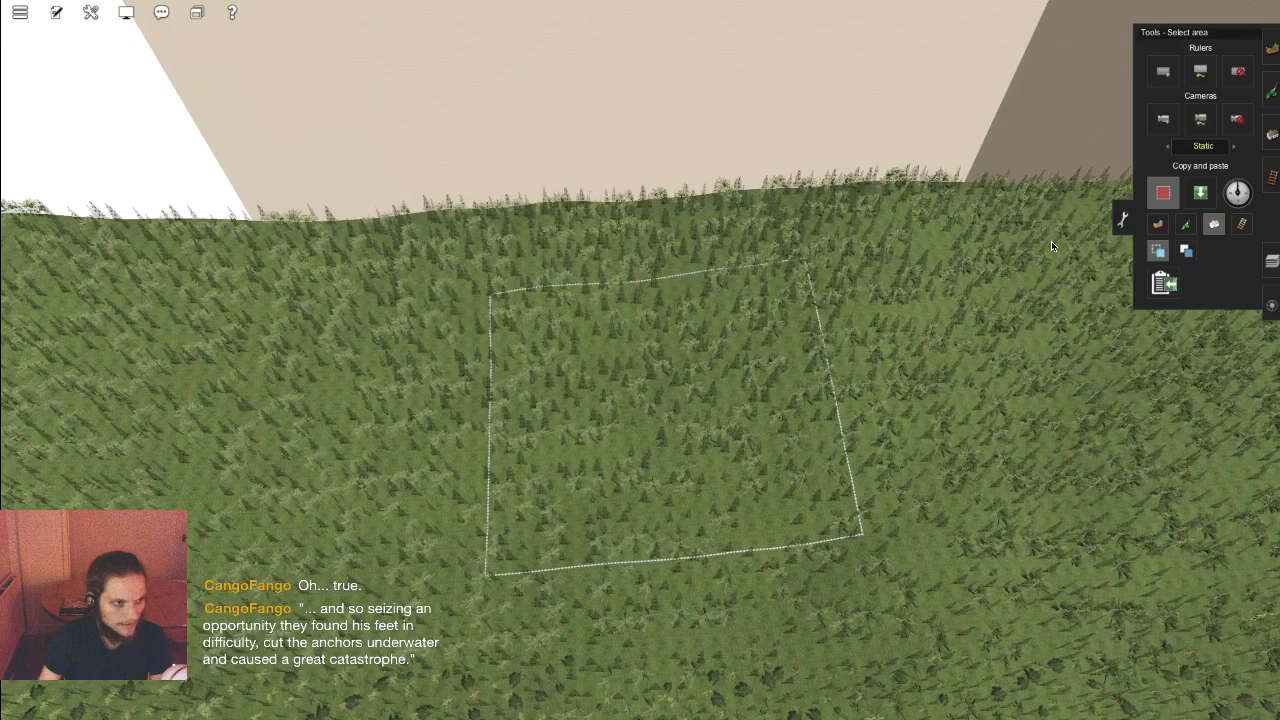 Tools - Select area
Rulers
Cameras
Static
Copy and paste
CangoFango Oh... true.
CangoFango "... and so seizing an
opportunity they found his feet in
difficulty, cut the anchors underwater
and caused a great catastrophe."